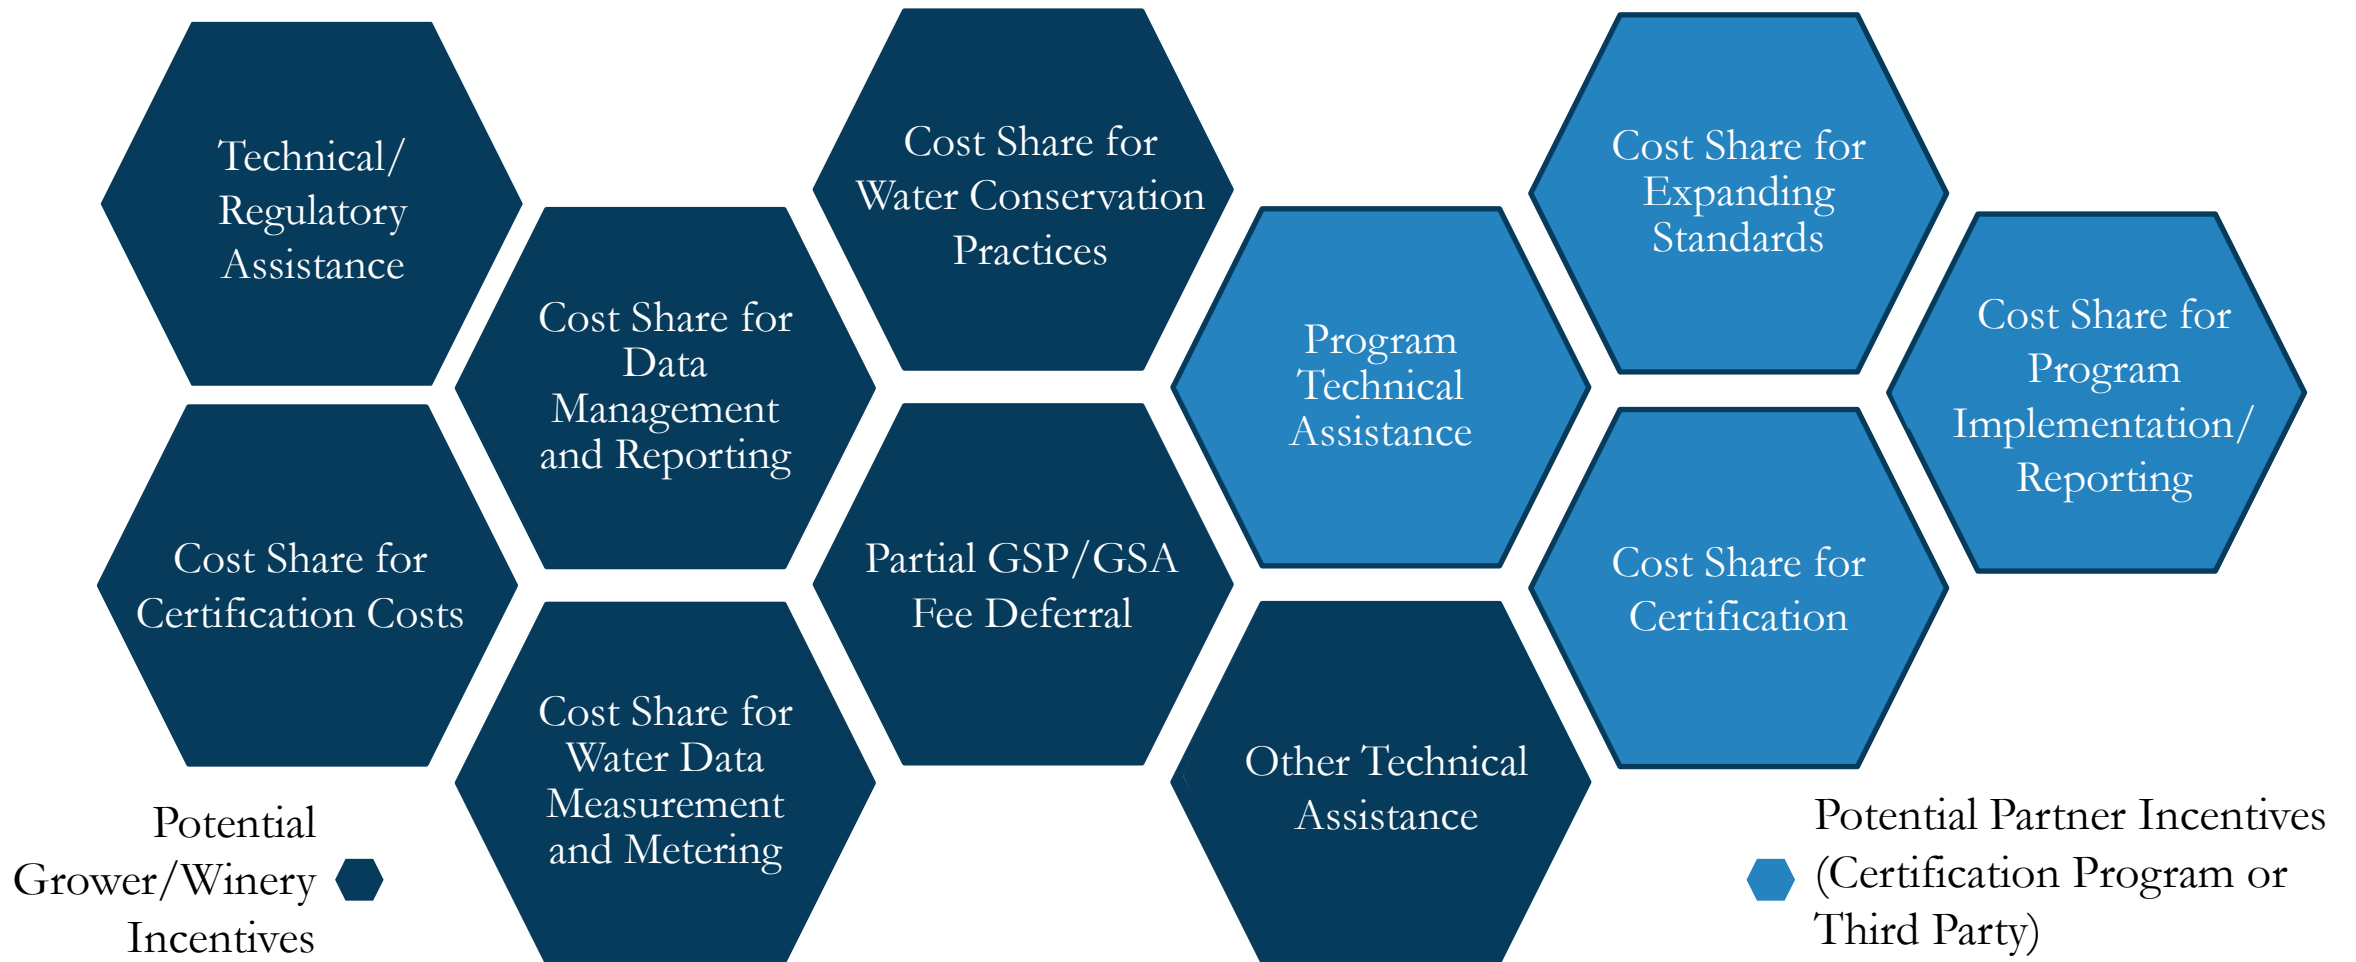 Technical/
Regulatory
Assistance
Cost Share for
Data
Management
and Reporting
Cost Share for
Water Conservation
Practices
Program
Technical
Assistance
Cost Share for
Expanding
Standards
Cost Share for
Program
Implementation/
Reporting
Cost Share for
Certification Costs
Cost Share for
Water Data
Measurement
and Metering
Partial GSP/GSA
Fee Deferral
Other Technical
Assistance
Cost Share for
Certification
Potential
Grower/Winery
Incentives
Potential Partner Incentives
(Certification Program or
Third Party)